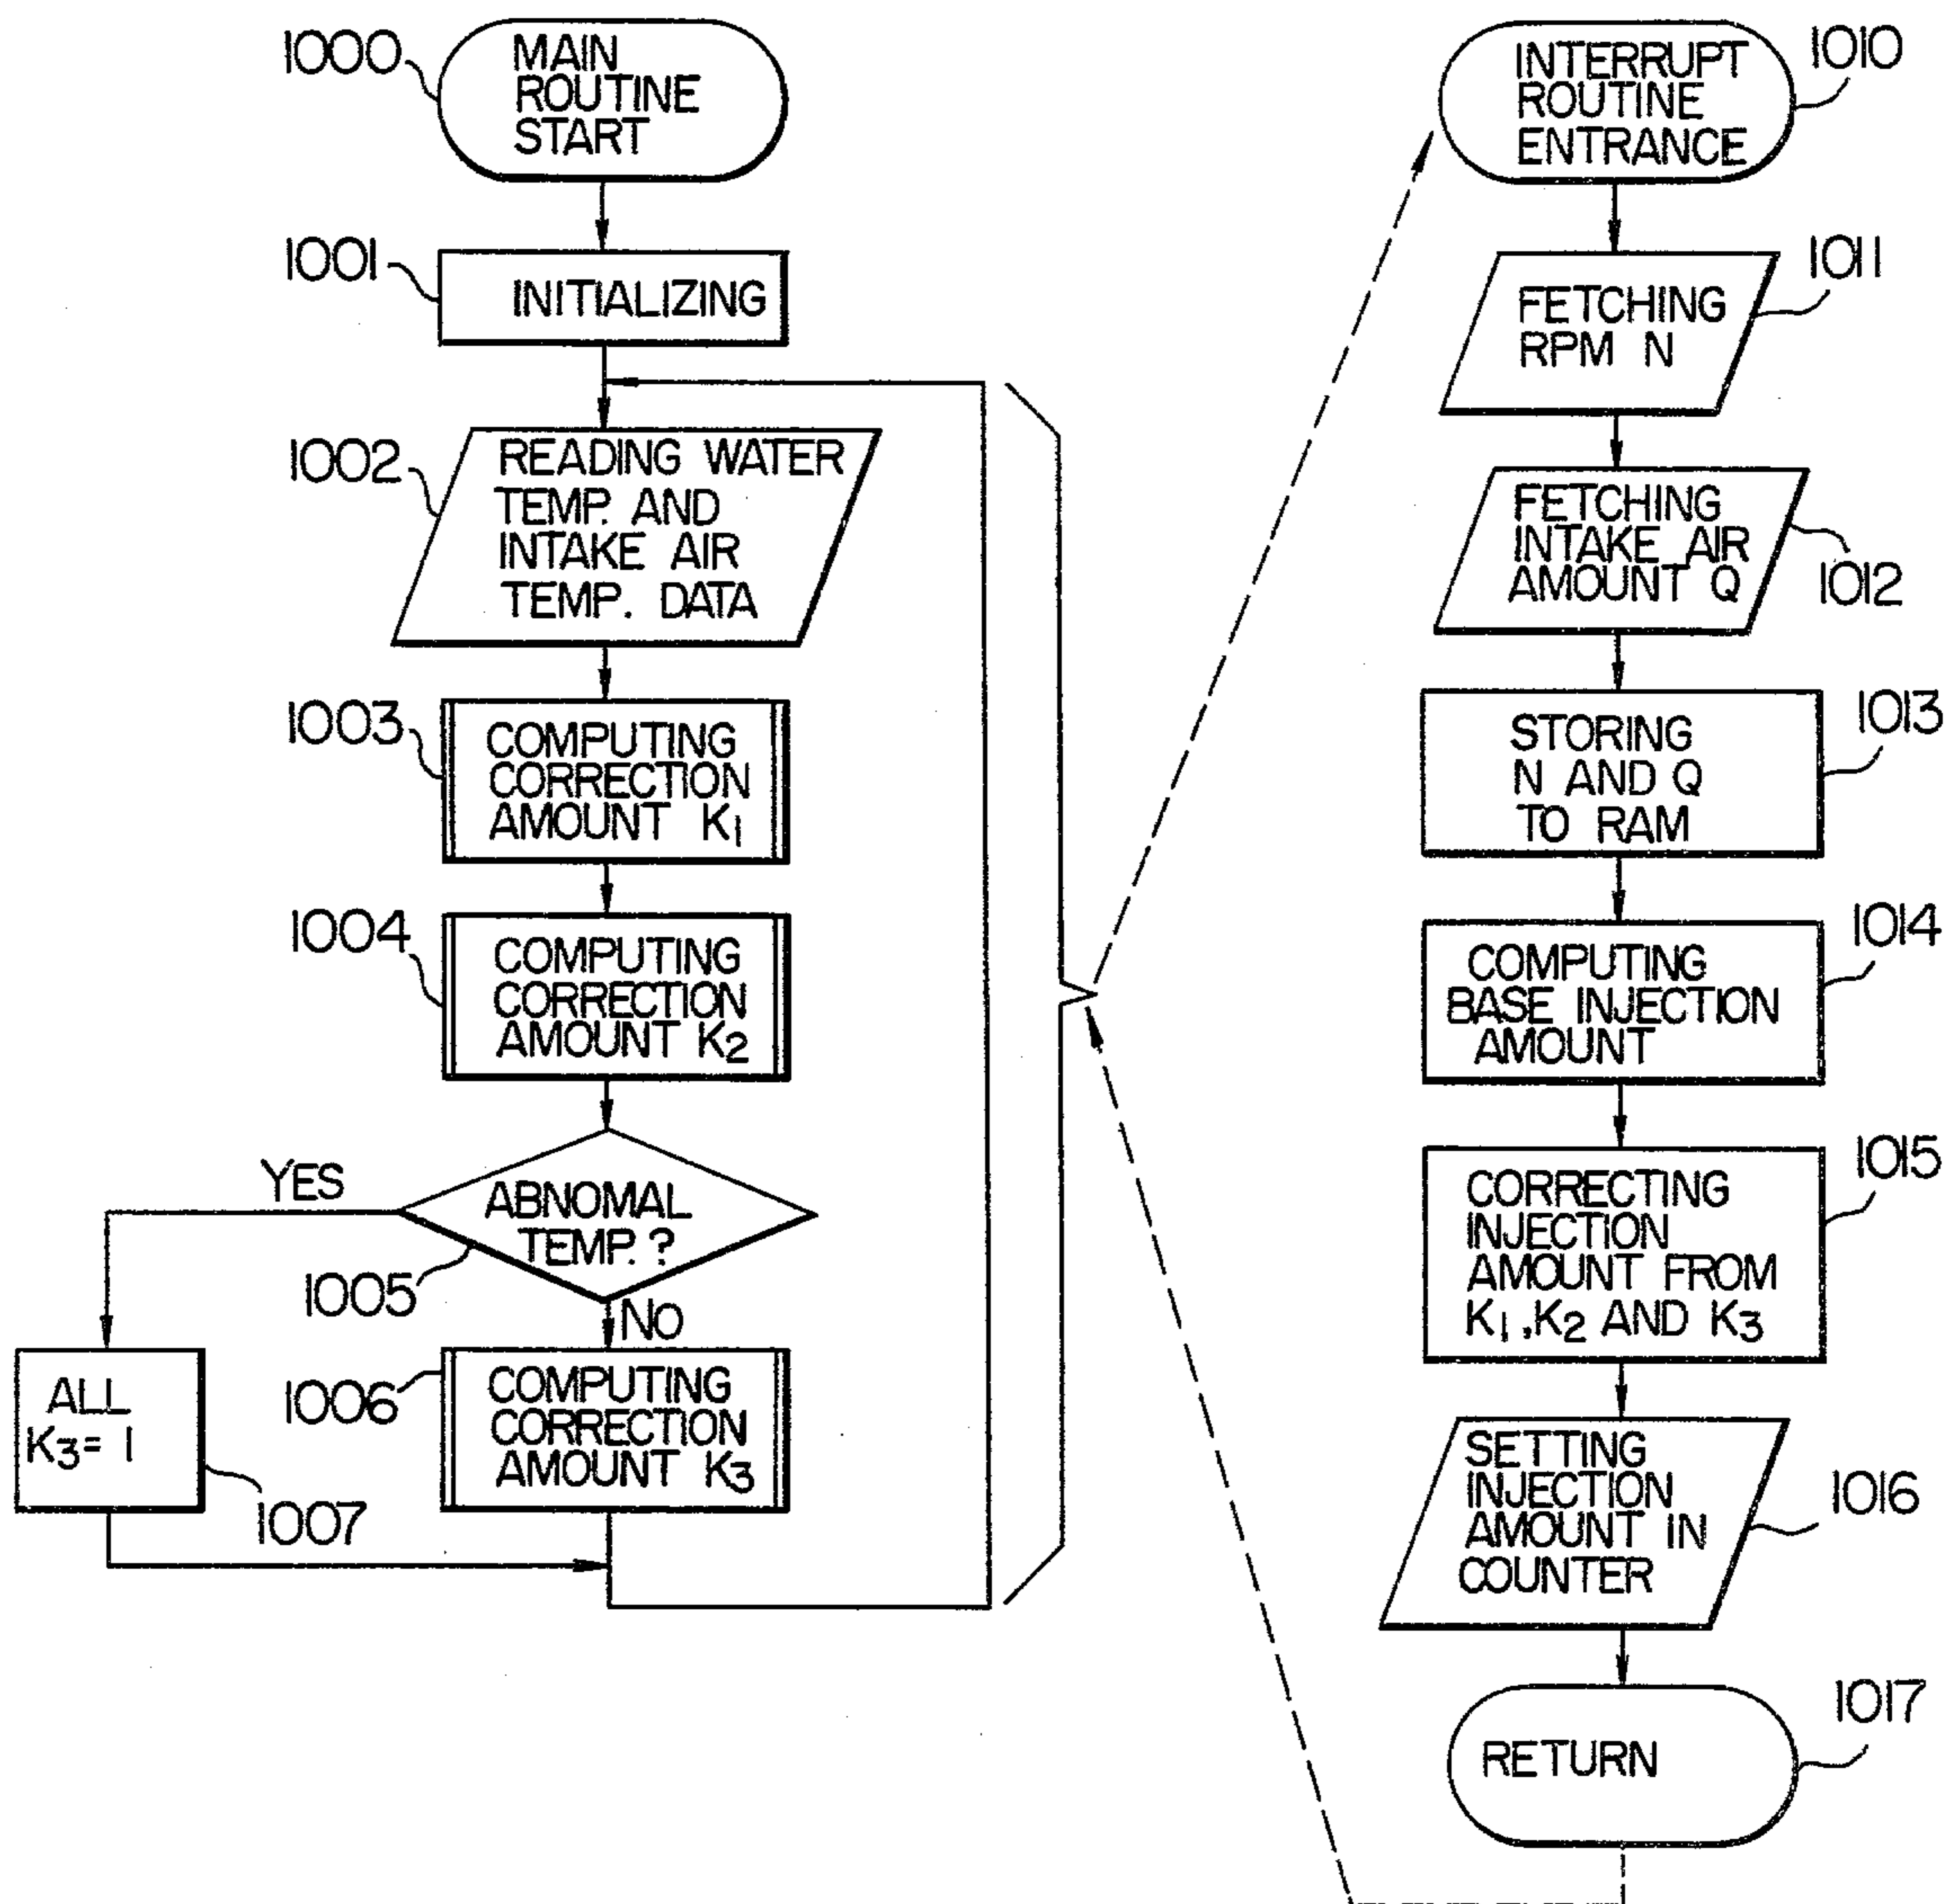 1000
MAIN
ROUTINE
START
1001
INITIALIZING
1002
READING WATER
TEMP. AND
INTAKE AIR
TEMP. DATA
1003
COMPUTING
CORRECTION
AMOUNT K1
1004
COMPUTING
CORRECTION
AMOUNT K2
YES
ABNOMAL
TEMP. ?
1005
NO
ALL
K3 = 1
1007
1006
COMPUTING
CORRECTION
AMOUNT K3
INTERRUPT
ROUTINE
ENTRANCE
1010
FETCHING
RPM N
1011
FETCHING
INTAKE AIR
AMOUNT Q
1012
STORING
N AND Q
TO RAM
1013
COMPUTING
BASE INJECTION
AMOUNT
1014
CORRECTING
INJECTION
AMOUNT FROM
K1, K2 AND K3
1015
SETTING
INJECTION
AMOUNT IN
COUNTER
1016
RETURN
1017